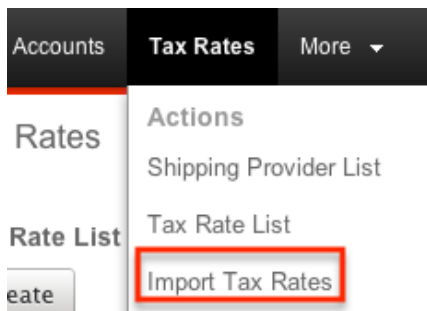 Accounts Tax Rates More
Rates
Actions
Shipping Provider List
Rate List
Tax Rate List
Import Tax Rates
eate